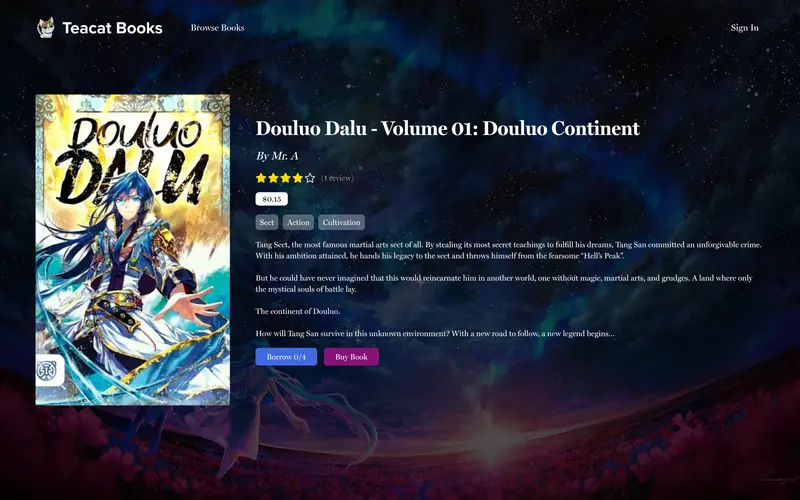 Teacat Books
Browse Books
Sign In
DOULUO
DALU
Douluo Dalu - Volume 01: Douluo Continent
By Mr. A
(1 review)
$0.15
Sect
Action
Cultivation
Tang Sect, the most famous martial arts sect of all. By stealing its most secret teachings to fulfill his dreams, Tang San committed an unforgivable crime.
With his ambition attained, he hands his legacy to the sect and throws himself from the fearsome “Hell’s Peak”.
But he could have never imagined that this would reincarnate him in another world, one without magic, martial arts, and grudges. A land where only
the mystical souls of battle lay.
The continent of Douluo.
How will Tang San survive in this unknown environment? With a new road to follow, a new legend begins...
Borrow 0/4
Buy Book